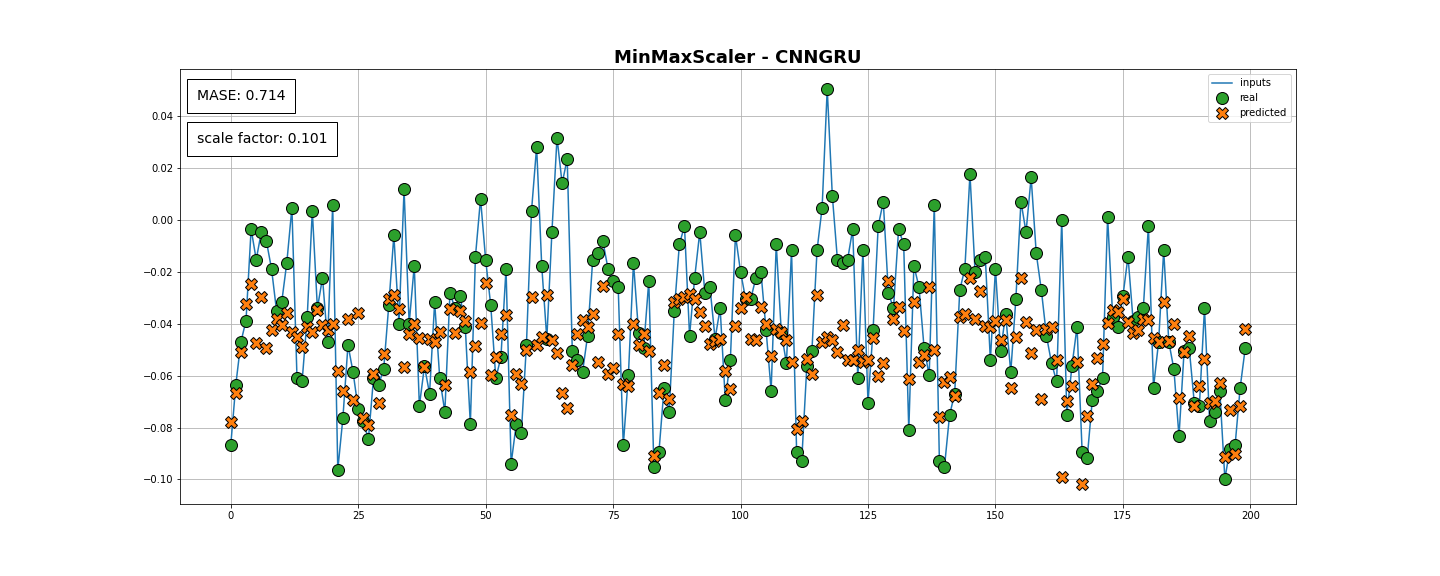 MinMaxScaler - CNNGRU
MASE: 0.714
scale factor: 0.101
inputs
real
predicted
0.04
0.02
0.00
−0.02
−0.04
−0.06
−0.08
−0.10
0 25 50 75 100 125 150 175 200